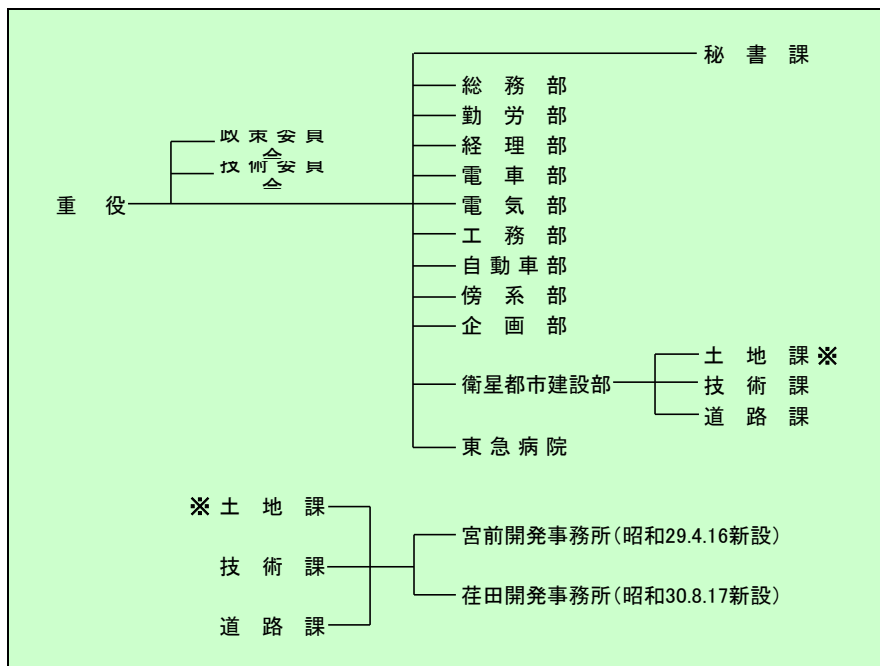 秘書課
総務部
勤労部
政策委員会
経理部
技術委員会
電車部
重役
電気部
工務部
自動車部
傍系部
企画部
土地課※
衛星都市建設部
技術課
道路課
東急病院
※土地課
宮前開発事務所(昭和29.4.16新設)
技術課
荏田開発事務所(昭和30.8.17新設)
道路課